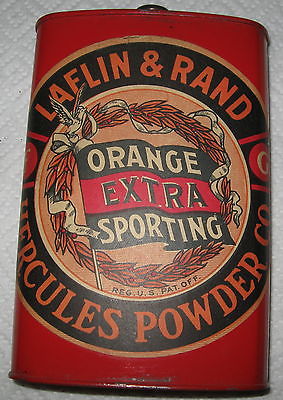 LAFLIN & RAND
ORANGE
EXTRA
SPORTING
REG. U.S. PAT. OFF.
HERCULES POWDER CO.